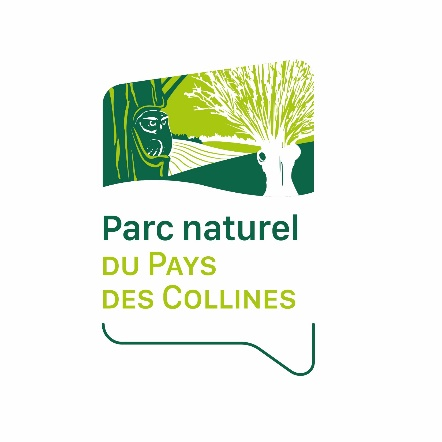 Parc naturel
DU PAYS
DES COLLINES